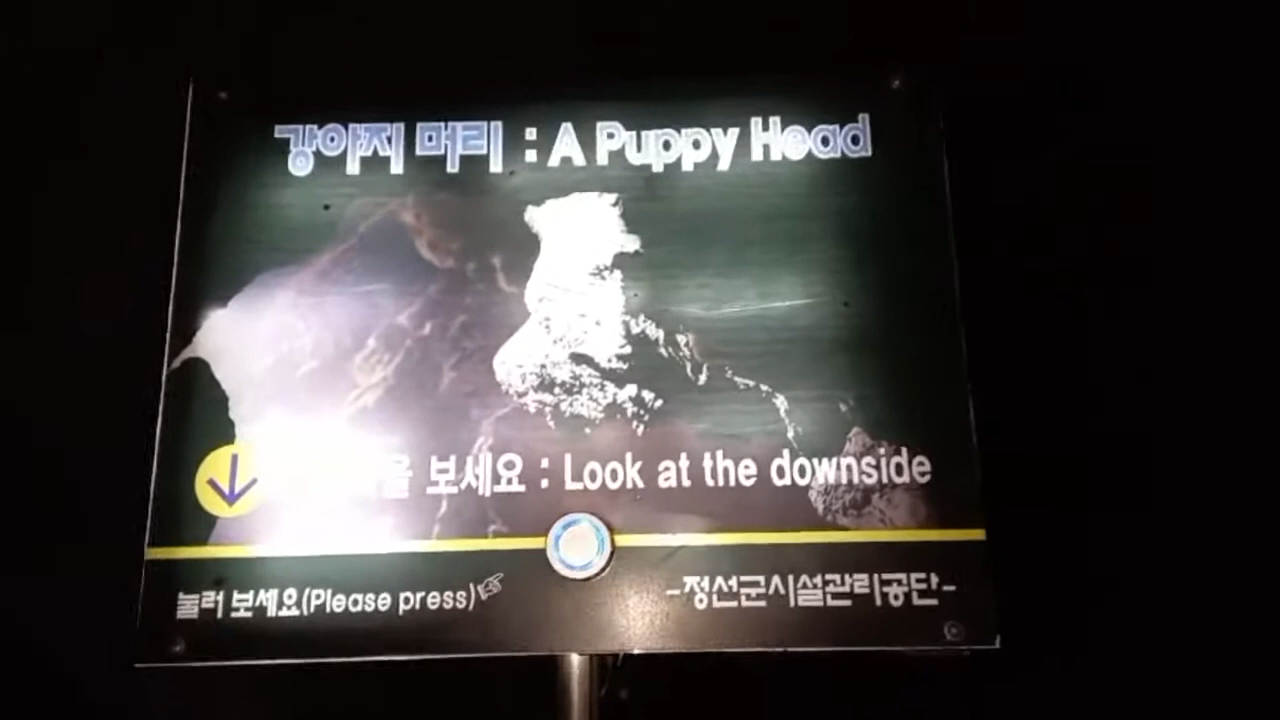 강아지 머리 : A Puppy Head
을 보세요 : Look at the downside
눌러 보세요(Please press)
-정선군시설관리공단-